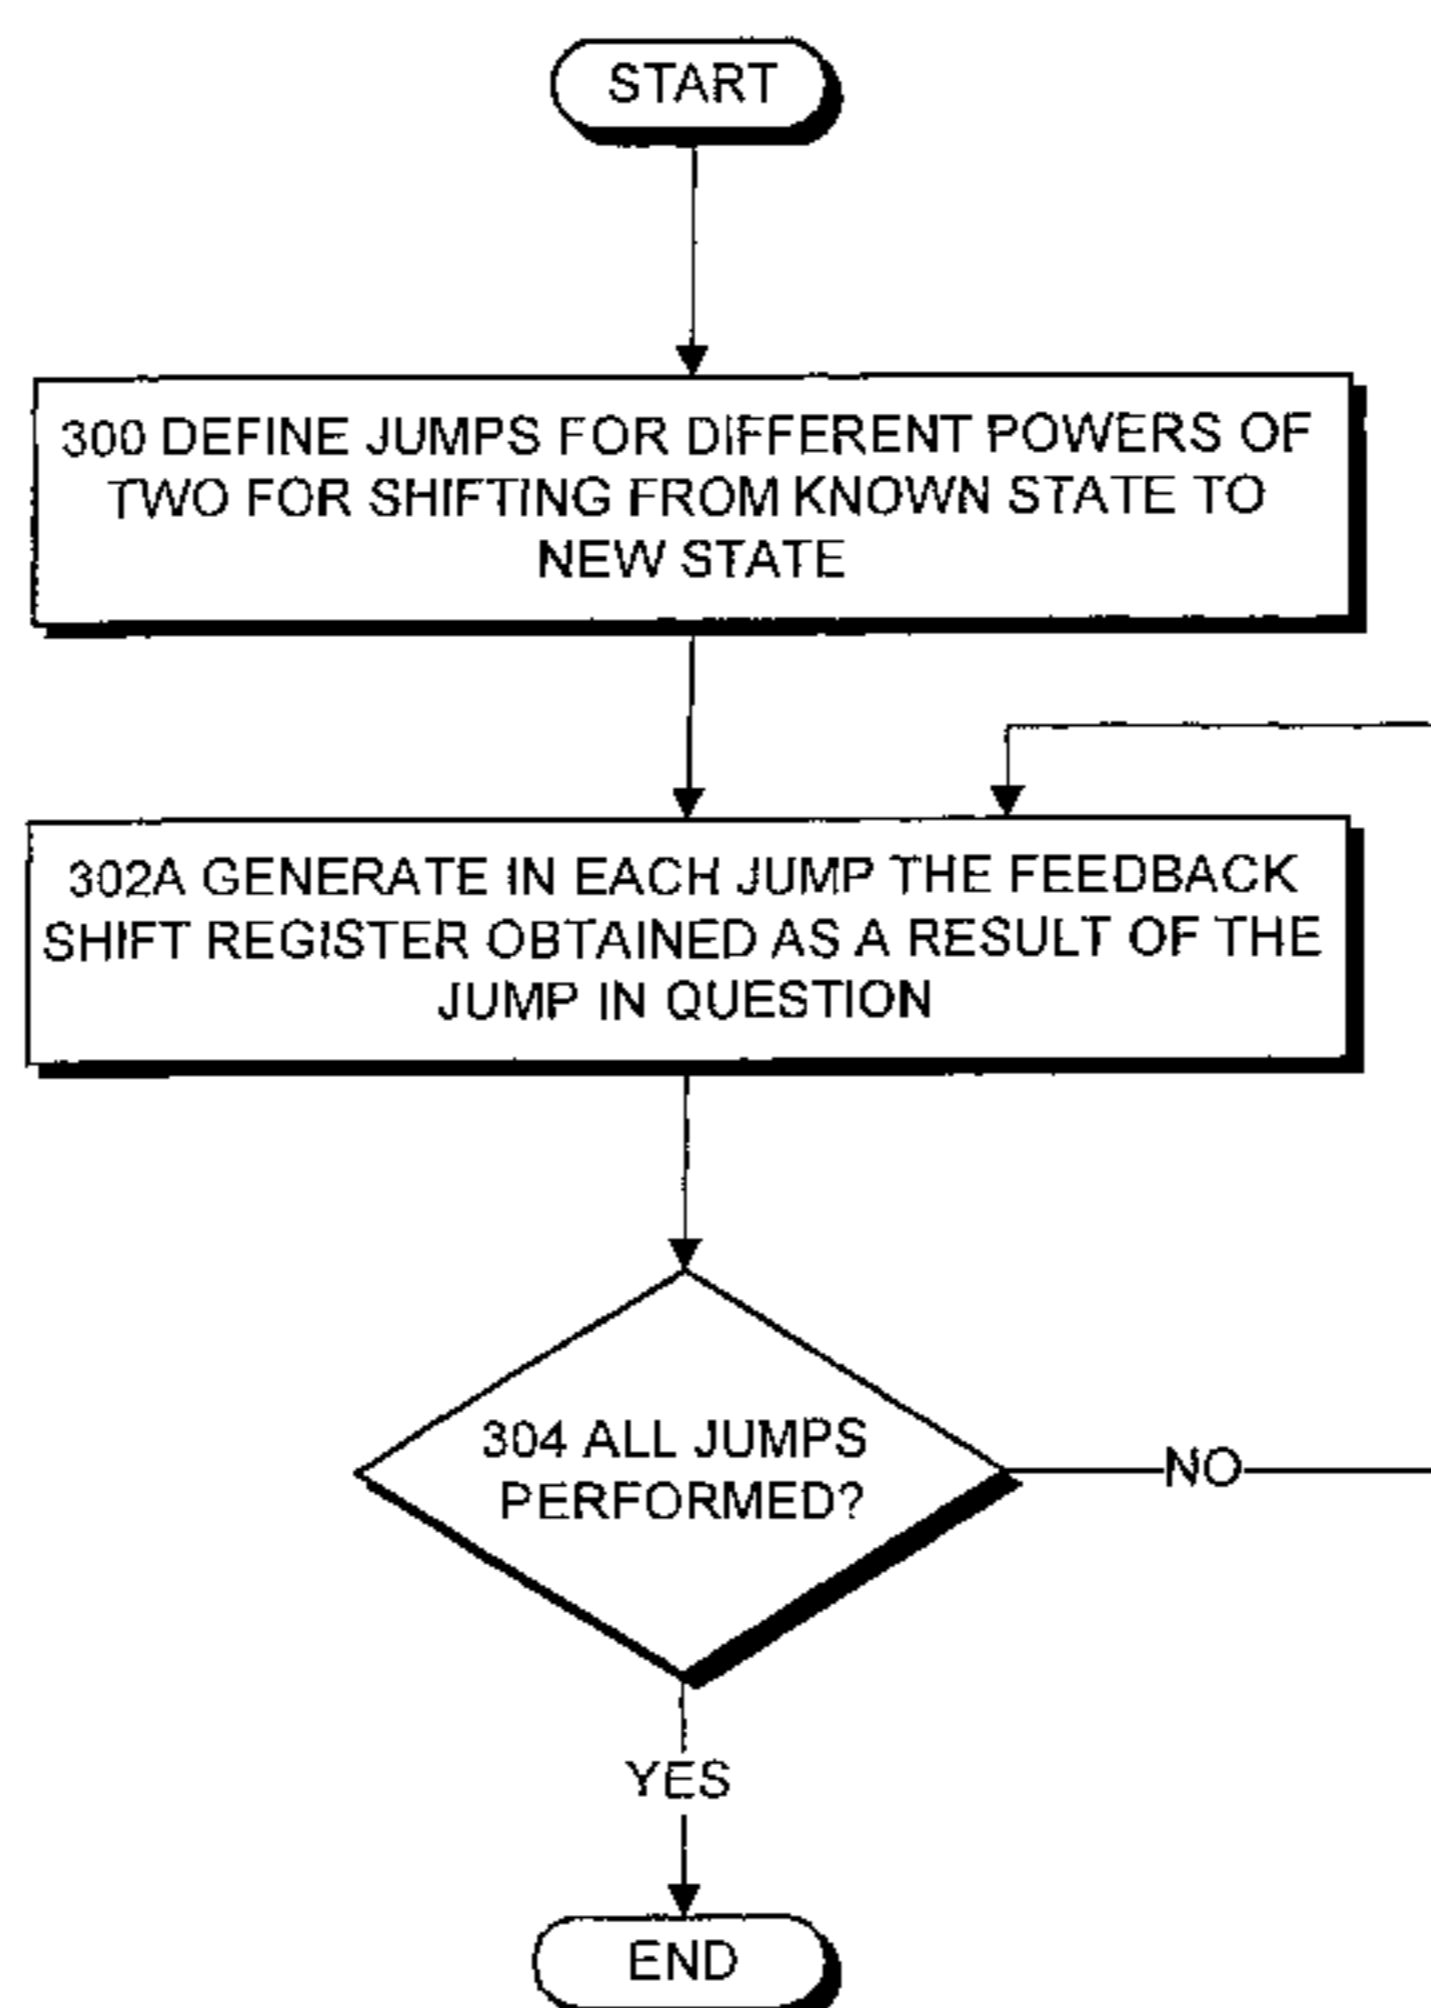 START
300 DEFINE JUMPS FOR DIFFERENT POWERS OF
TWO FOR SHIFTING FROM KNOWN STATE TO
NEW STATE
302A GENERATE IN EACH JUMP THE FEEDBACK
SHIFT REGISTER OBTAINED AS A RESULT OF THE
JUMP IN QUESTION
304 ALL JUMPS
PERFORMED?
NO
YES
END